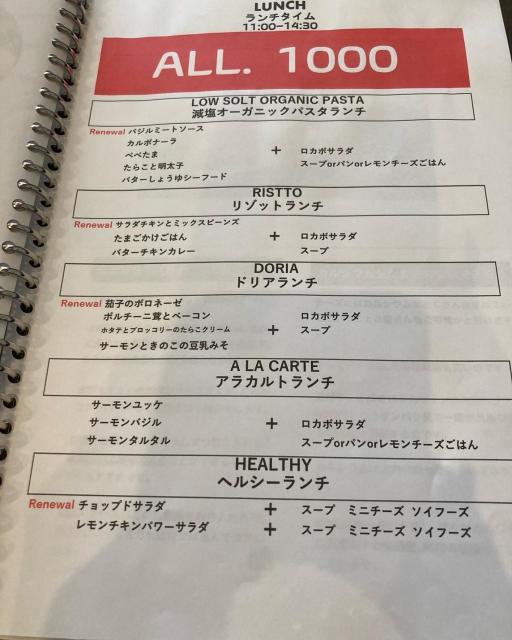 LUNCH
ランチタイム
11:00-14:30
ALL. 1000
LOW SOLT ORGANIC PASTA
減塩オーガニックパスタランチ
Renewal バジルミートソース
カルボナーラ
ぺぺたま + ロカボサラダ
たらこと明太子 スープorパンorレモンチーズごはん
バターしょうゆシーフード
RISTTO
リゾットランチ
Renewal サラダチキンとミックスビーンズ
たまごかけごはん + ロカボサラダ
バターチキンカレー スープ
DORIA
ドリアランチ
Renewal 茄子のボロネーゼ
ポルチーニ茸とベーコン ロカボサラダ
ホタテとブロッコリーのたらこクリーム + スープ
サーモンときのこの豆乳みそ
A LA CARTE
アラカルトランチ
サーモンユッケ
サーモンバジル + ロカボサラダ
サーモンタルタル スープorパンorレモンチーズごはん
HEALTHY
ヘルシーランチ
Renewal チョップドサラダ + スープ ミニチーズ ソイフーズ
レモンチキンパワーサラダ + スープ ミニチーズ ソイフーズ